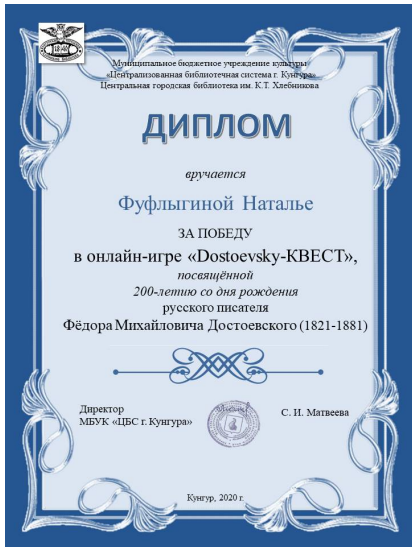 Муниципальное бюджетное учреждение культуры
«Централизованная библиотечная система г. Кунгура»
Центральная городская библиотека им. К.Т. Хлебникова
ДИПЛОМ
вручается
Фуфлыгиной Наталье
ЗА ПОБЕДУ
в онлайн-игре «Dostoevsky-КВЕСТ»,
посвящённой
200-летию со дня рождения
русского писателя
Фёдора Михайловича Достоевского (1821-1881)
Директор
МБУК «ЦБС г. Кунгура»
С. И. Матвеева
Кунгур, 2020 г.